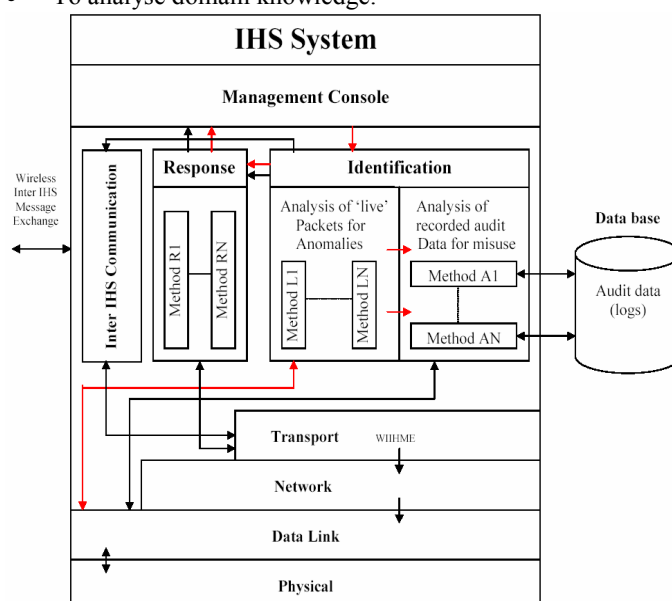 • To analyse domain knowledge.
IHS System
Management Console
Wireless
Inter IHS
Message
Exchange
Inter IHS Communication
Response
Method R1
Method RN
Identification
Analysis of 'live'
Packets for
Anomalies
Method L1
Method LN
Analysis of
recorded audit
Data for misuse
Method A1
Method AN
Data base
Audit data
(logs)
Transport WIIHME
Network
Data Link
Physical